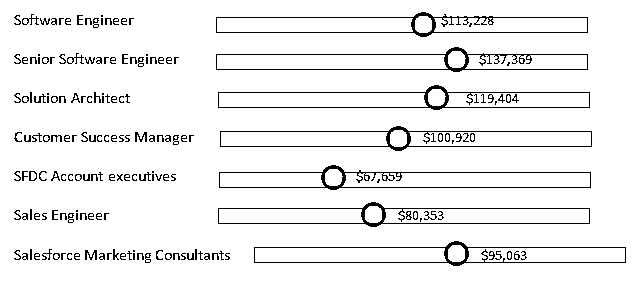 Software Engineer $113,228
Senior Software Engineer $137,369
Solution Architect $119,404
Customer Success Manager $100,920
SFDC Account executives $67,659
Sales Engineer $80,353
Salesforce Marketing Consultants $95,063